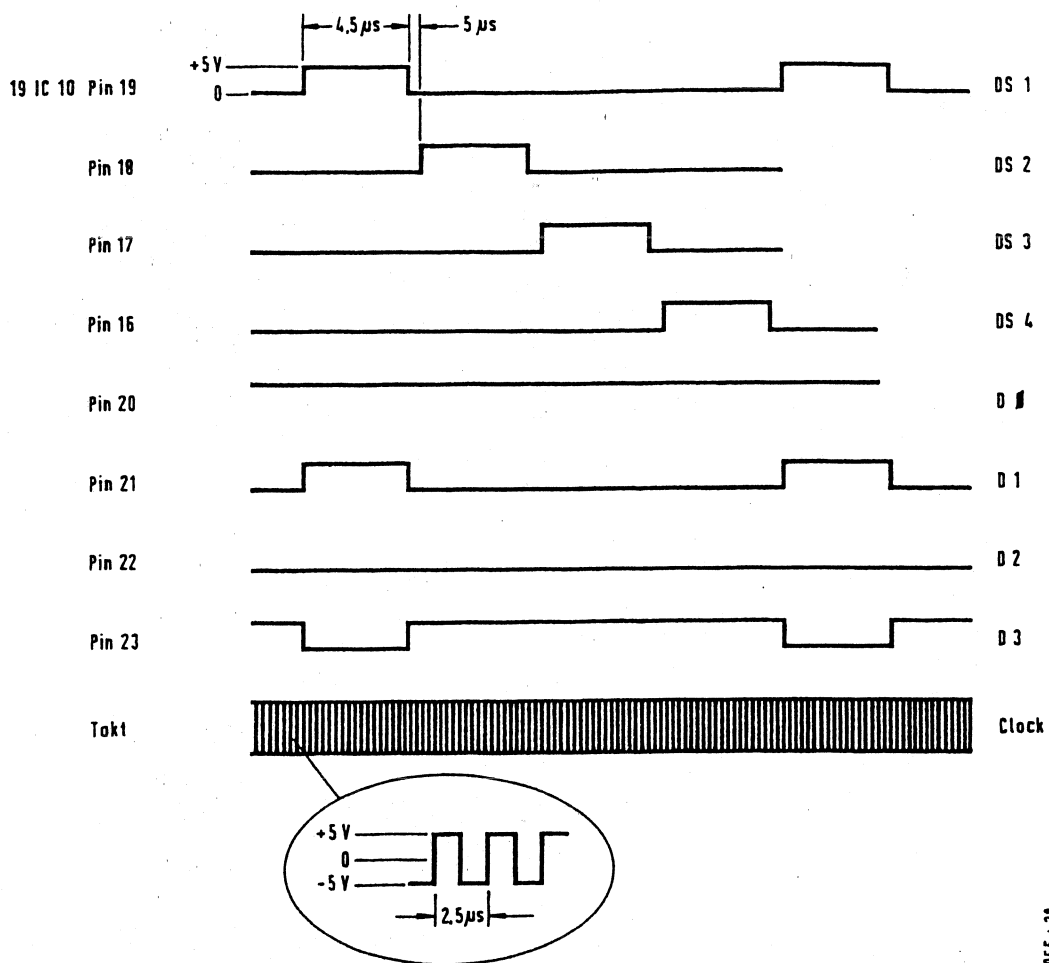 4,5 µs 5 µs
+5 V
19 IC 10 Pin 19 DS 1
0
Pin 18 DS 2
Pin 17 DS 3
Pin 16 DS 4
Pin 20 D
Pin 21 D 1
Pin 22 D 2
Pin 23 D 3
Takt Clock
+5 V
0
-5 V
2,5 µs